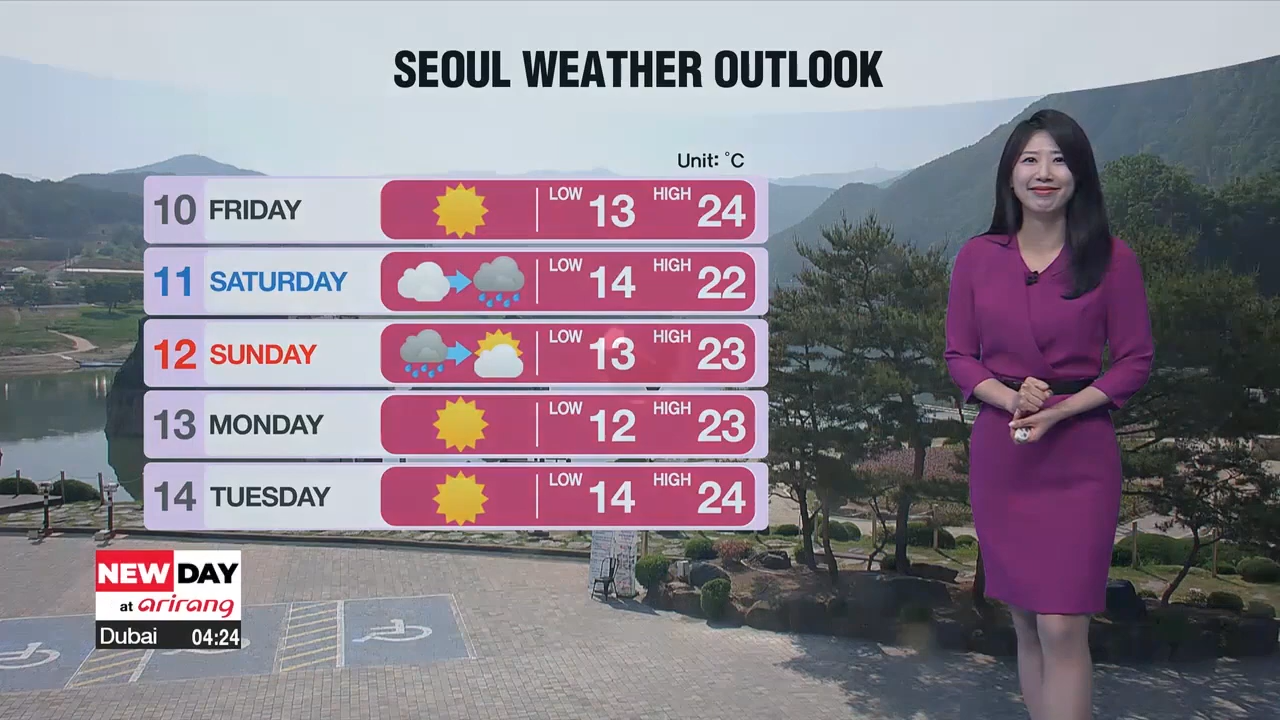 SEOUL WEATHER OUTLOOK
Unit: °C
10 FRIDAY LOW 13 HIGH 24
11 SATURDAY LOW 14 HIGH 22
12 SUNDAY LOW 13 HIGH 23
13 MONDAY LOW 12 HIGH 23
14 TUESDAY LOW 14 HIGH 24
NEW DAY
at arirang
Dubai 04:24